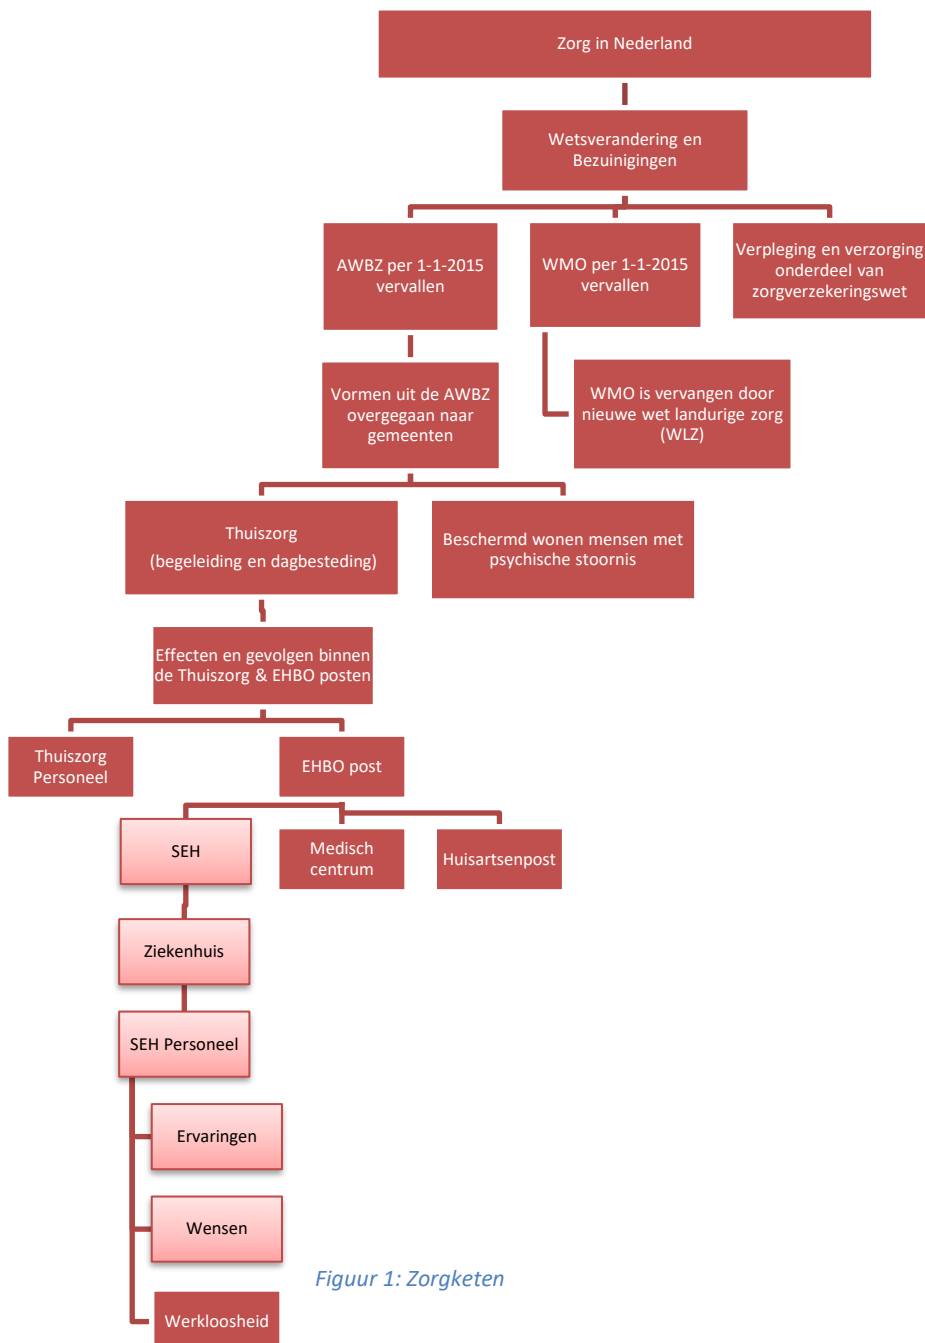 Zorg in Nederland
Wetsverandering en
Bezuinigingen
AWBZ per 1-1-2015
vervallen
WMO per 1-1-2015
vervallen
Verpleging en verzorging
onderdeel van
zorgverzekeringswet
Vormen uit de AWBZ
overgegaan naar
gemeenten
WMO is vervangen door
nieuwe wet landurige zorg
(WLZ)
Thuiszorg
(begeleiding en dagbesteding)
Beschermd wonen mensen met
psychische stoornis
Effecten en gevolgen binnen
de Thuiszorg & EHBO posten
Thuiszorg
Personeel
EHBO post
SEH
Medisch
centrum
Huisartsenpost
Ziekenhuis
SEH Personeel
Ervaringen
Wensen
Werkloosheid
Figuur 1: Zorgketen